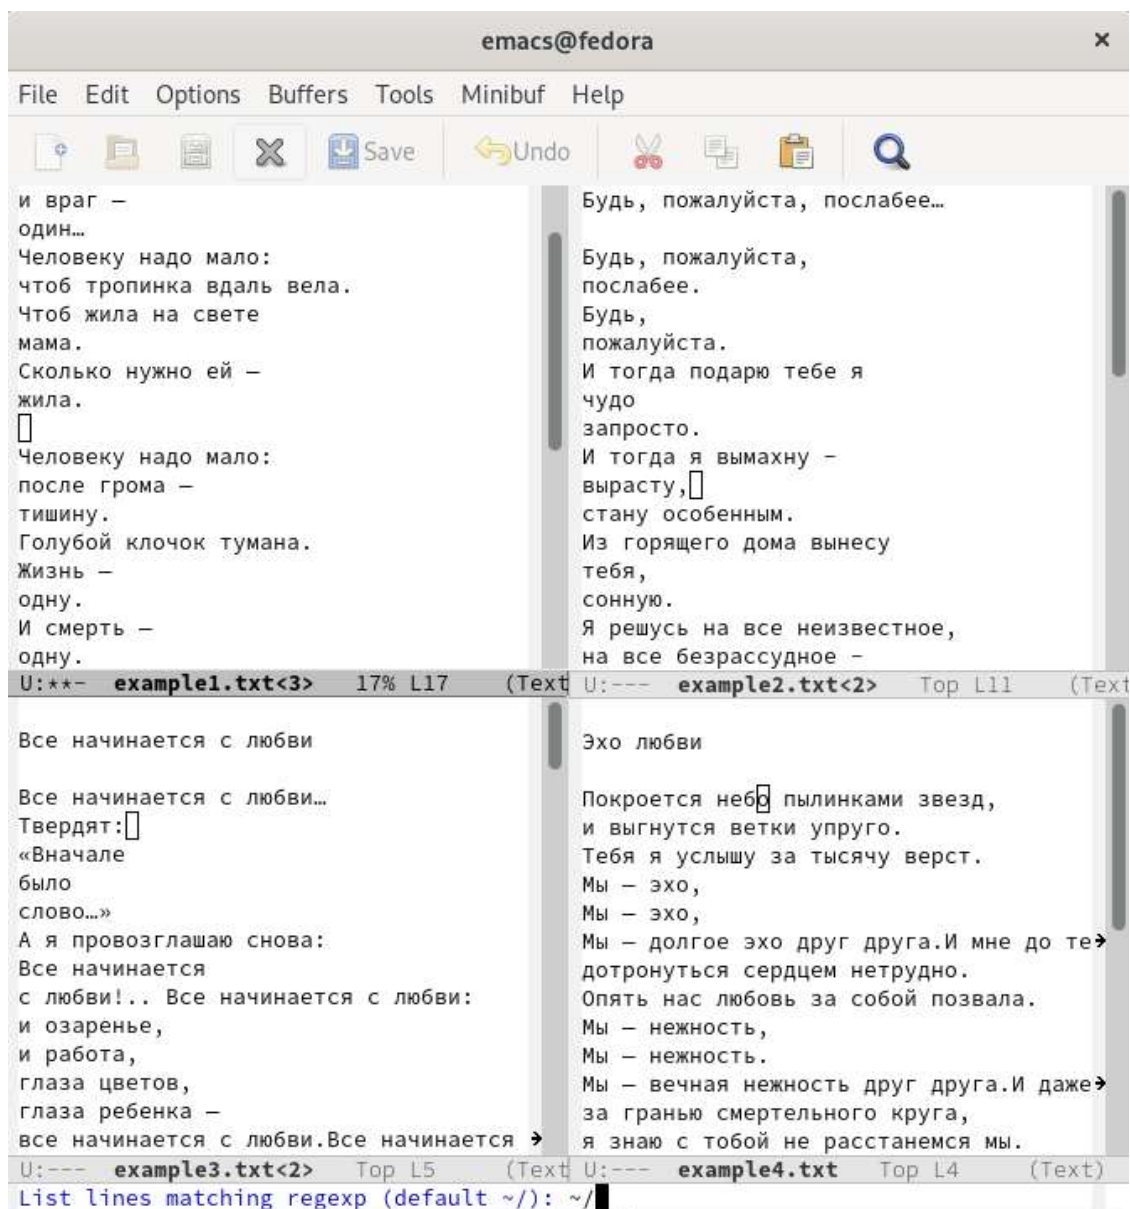 emacs@fedora ×
File Edit Options Buffers Tools Minibuf Help
Save Undo
и враг —
один…
Человеку надо мало:
чтоб тропинка вдаль вела.
Чтоб жила на свете
мама.
Сколько нужно ей —
жила.
Человеку надо мало:
после грома —
тишину.
Голубой клочок тумана.
Жизнь —
одну.
И смерть —
одну.
U:**- example1.txt<3> 17% L17 (Text
Будь, пожалуйста, послабее…
Будь, пожалуйста,
послабее.
Будь,
пожалуйста.
И тогда подарю тебе я
чудо
запросто.
И тогда я вымахну –
вырасту,
стану особенным.
Из горящего дома вынесу
тебя,
сонную.
Я решусь на все неизвестное,
на все безрассудное –
U:--- example2.txt<2> Top L11 (Text
Все начинается с любви
Все начинается с любви…
Твердят:
«Вначале
было
слово…»
А я провозглашаю снова:
Все начинается
с любви!.. Все начинается с любви:
и озаренье,
и работа,
глаза цветов,
глаза ребенка —
все начинается с любви.Все начинается
U:--- example3.txt<2> Top L5 (Text
Эхо любви
Покроется небо пылинками звезд,
и выгнутся ветки упруго.
Тебя я услышу за тысячу верст.
Мы — эхо,
Мы — эхо,
Мы — долгое эхо друг друга.И мне до те
дотронуться сердцем нетрудно.
Опять нас любовь за собой позвала.
Мы — нежность,
Мы — нежность.
Мы — вечная нежность друг друга.И даже
за гранью смертельного круга,
я знаю с тобой не расстанемся мы.
U:--- example4.txt Top L4 (Text)
List lines matching regexp (default ~/): ~/